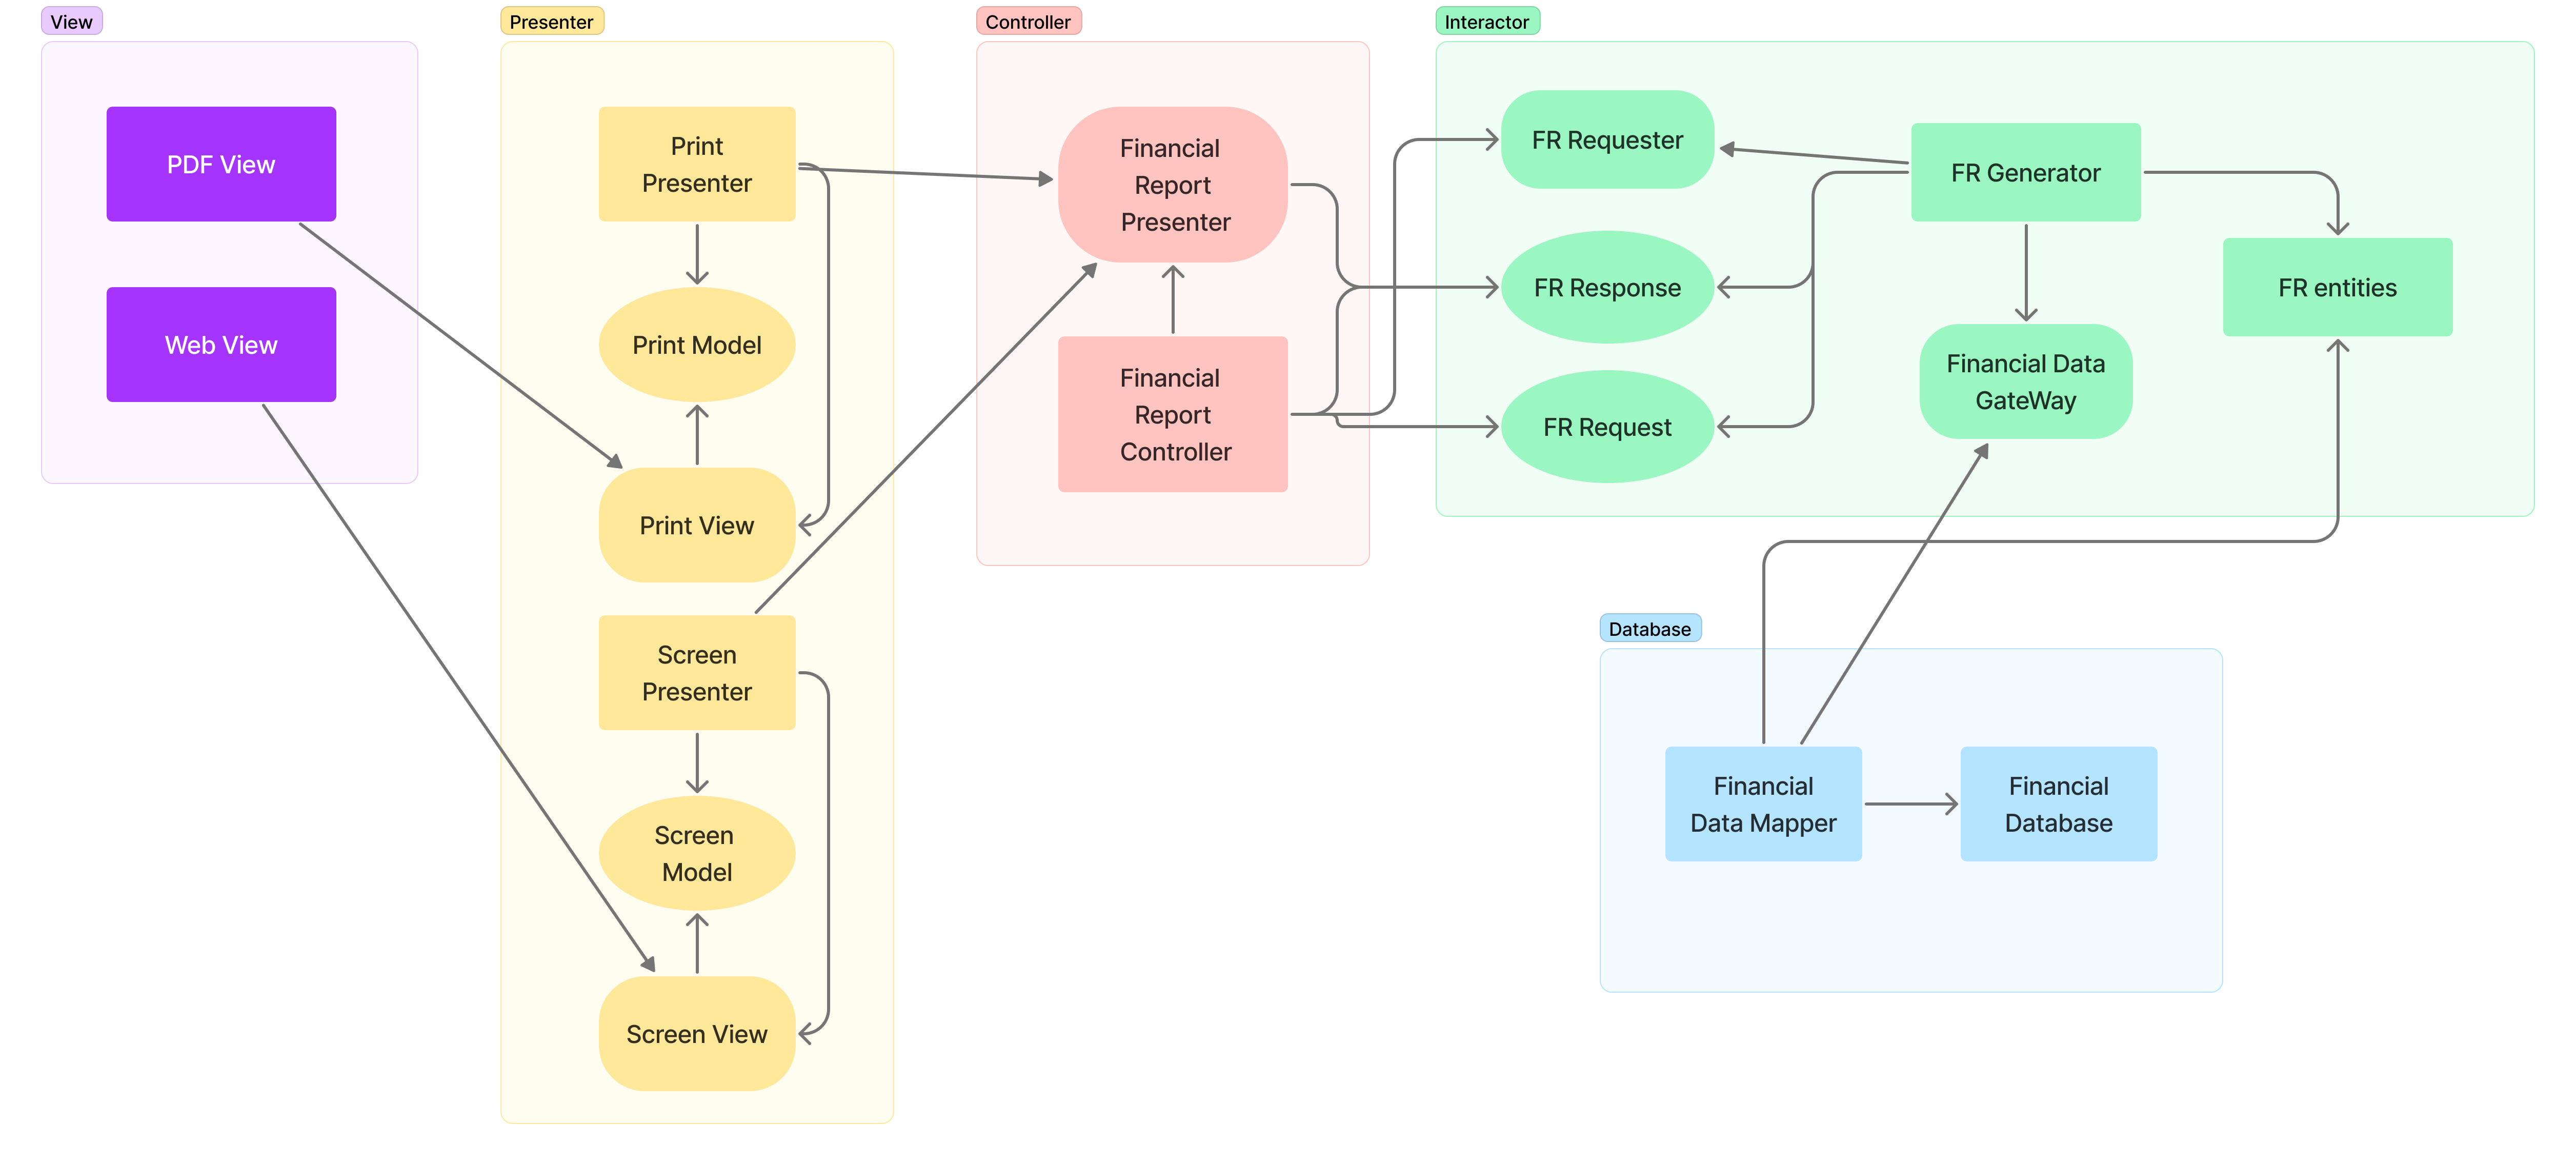 View
PDF View
Web View
Presenter
Print
Presenter
Print Model
Print View
Screen
Presenter
Screen
Model
Screen View
Controller
Financial
Report
Presenter
Financial
Report
Controller
Interactor
FR Requester
FR Response
FR Request
FR Generator
Financial Data
GateWay
FR entities
Database
Financial
Data Mapper
Financial
Database